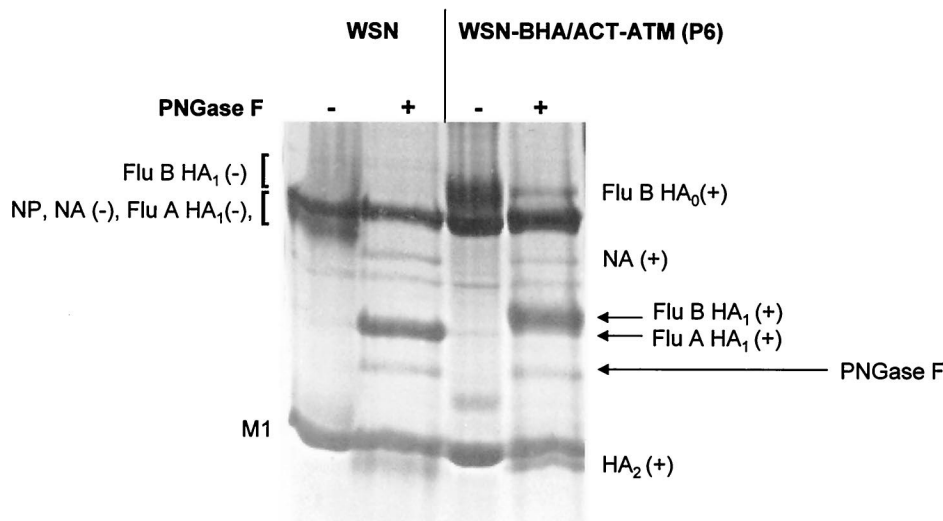 WSN WSN-BHA/ACT-ATM (P6)
PNGase F - + - +
Flu B HA₁ (-)
NP, NA (-), Flu A HA₁(-),
Flu B HA₀(+)
NA (+)
Flu B HA₁ (+)
Flu A HA₁ (+)
PNGase F
M1
HA₂ (+)